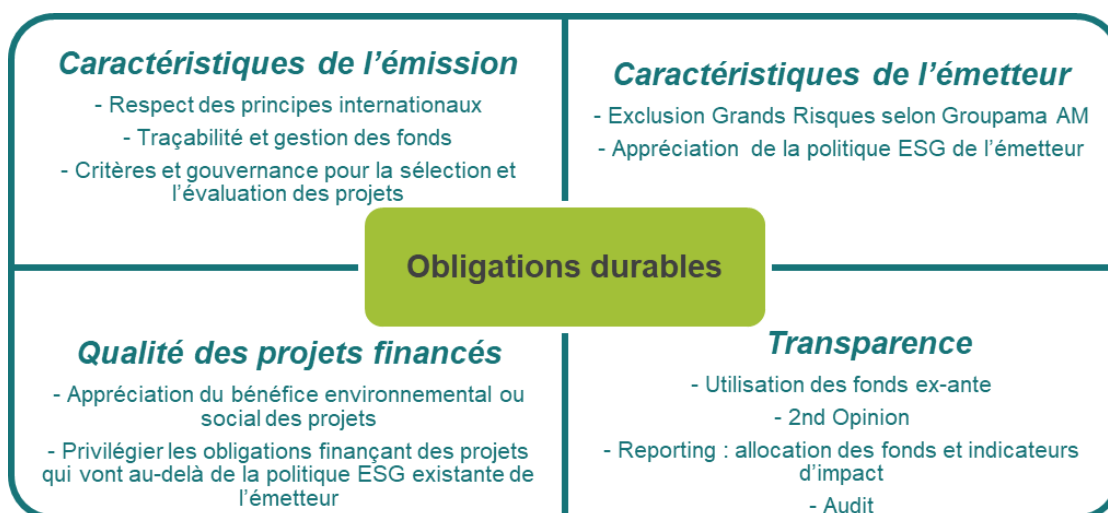 Caractéristiques de l’émission
- Respect des principes internationaux
- Traçabilité et gestion des fonds
- Critères et gouvernance pour la sélection et
l’évaluation des projets
Caractéristiques de l’émetteur
- Exclusion Grands Risques selon Groupama AM
- Appréciation de la politique ESG de l’émetteur
Obligations durables
Qualité des projets financés
- Appréciation du bénéfice environnemental ou
social des projets
- Privilégier les obligations finançant des projets
qui vont au-delà de la politique ESG existante de
l’émetteur
Transparence
- Utilisation des fonds ex-ante
- 2nd Opinion
- Reporting : allocation des fonds et indicateurs
d’impact
- Audit